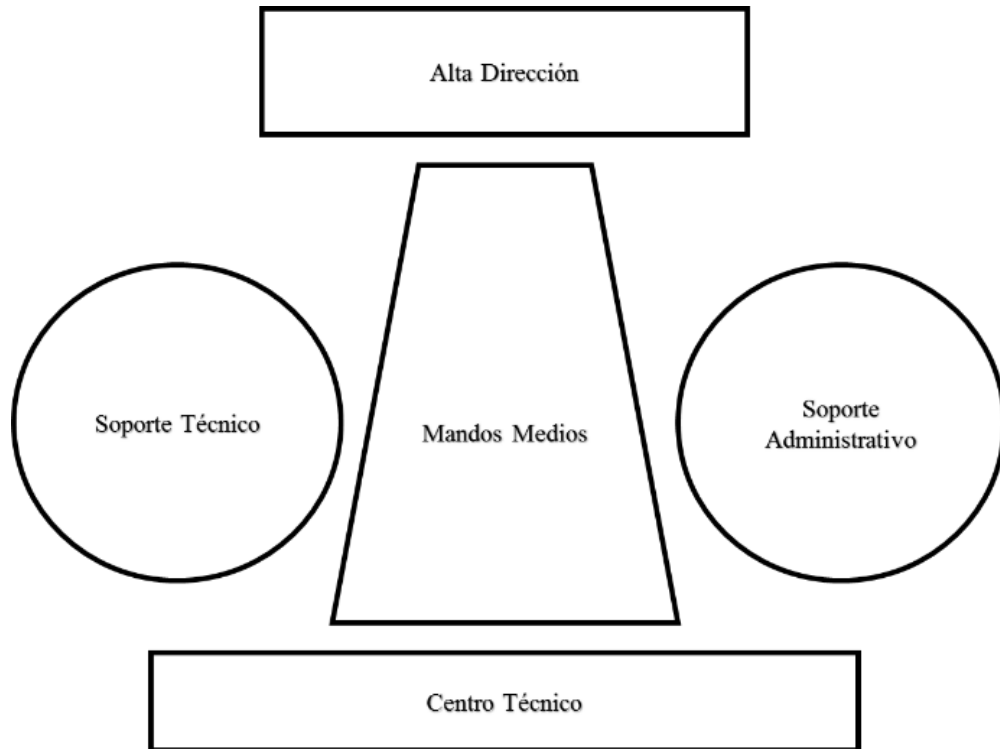 Alta Dirección
Soporte Técnico
Mandos Medios
Soporte
Administrativo
Centro Técnico